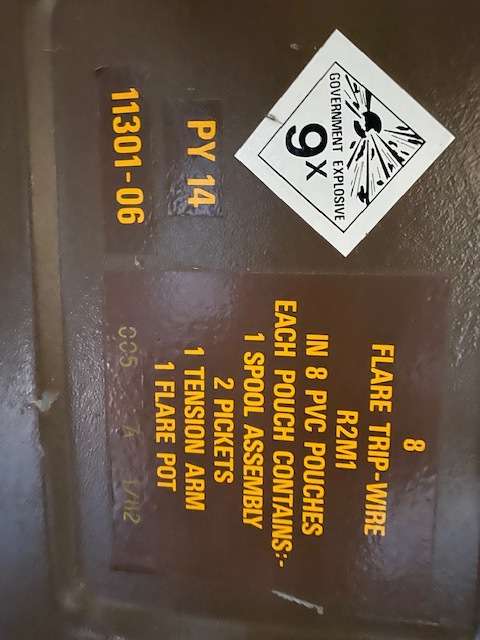 GOVERNMENT EXPLOSIVE
9X
PY 14
11301-06
8
FLARE TRIP-WIRE
R2M1
IN 8 PVC POUCHES
EACH POUCH CONTAINS:-
1 SPOOL ASSEMBLY
2 PICKETS
1 TENSION ARM
1 FLARE POT
005